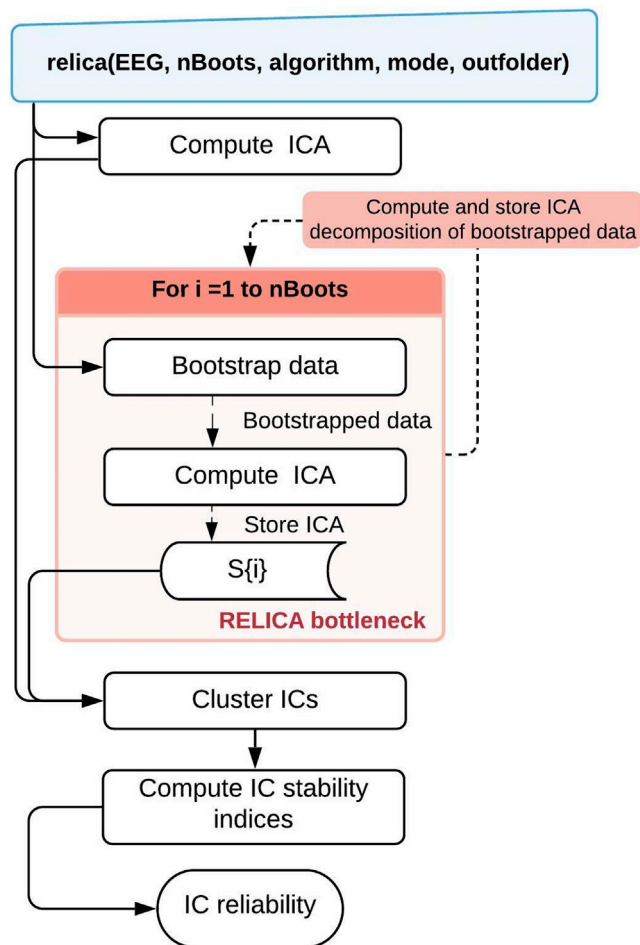 relica(EEG, nBoots, algorithm, mode, outfolder)
Compute ICA
Compute and store ICA
decomposition of bootstrapped data
For i =1 to nBoots
Bootstrap data
Bootstrapped data
Compute ICA
Store ICA
S{i}
RELICA bottleneck
Cluster ICs
Compute IC stability
indices
IC reliability